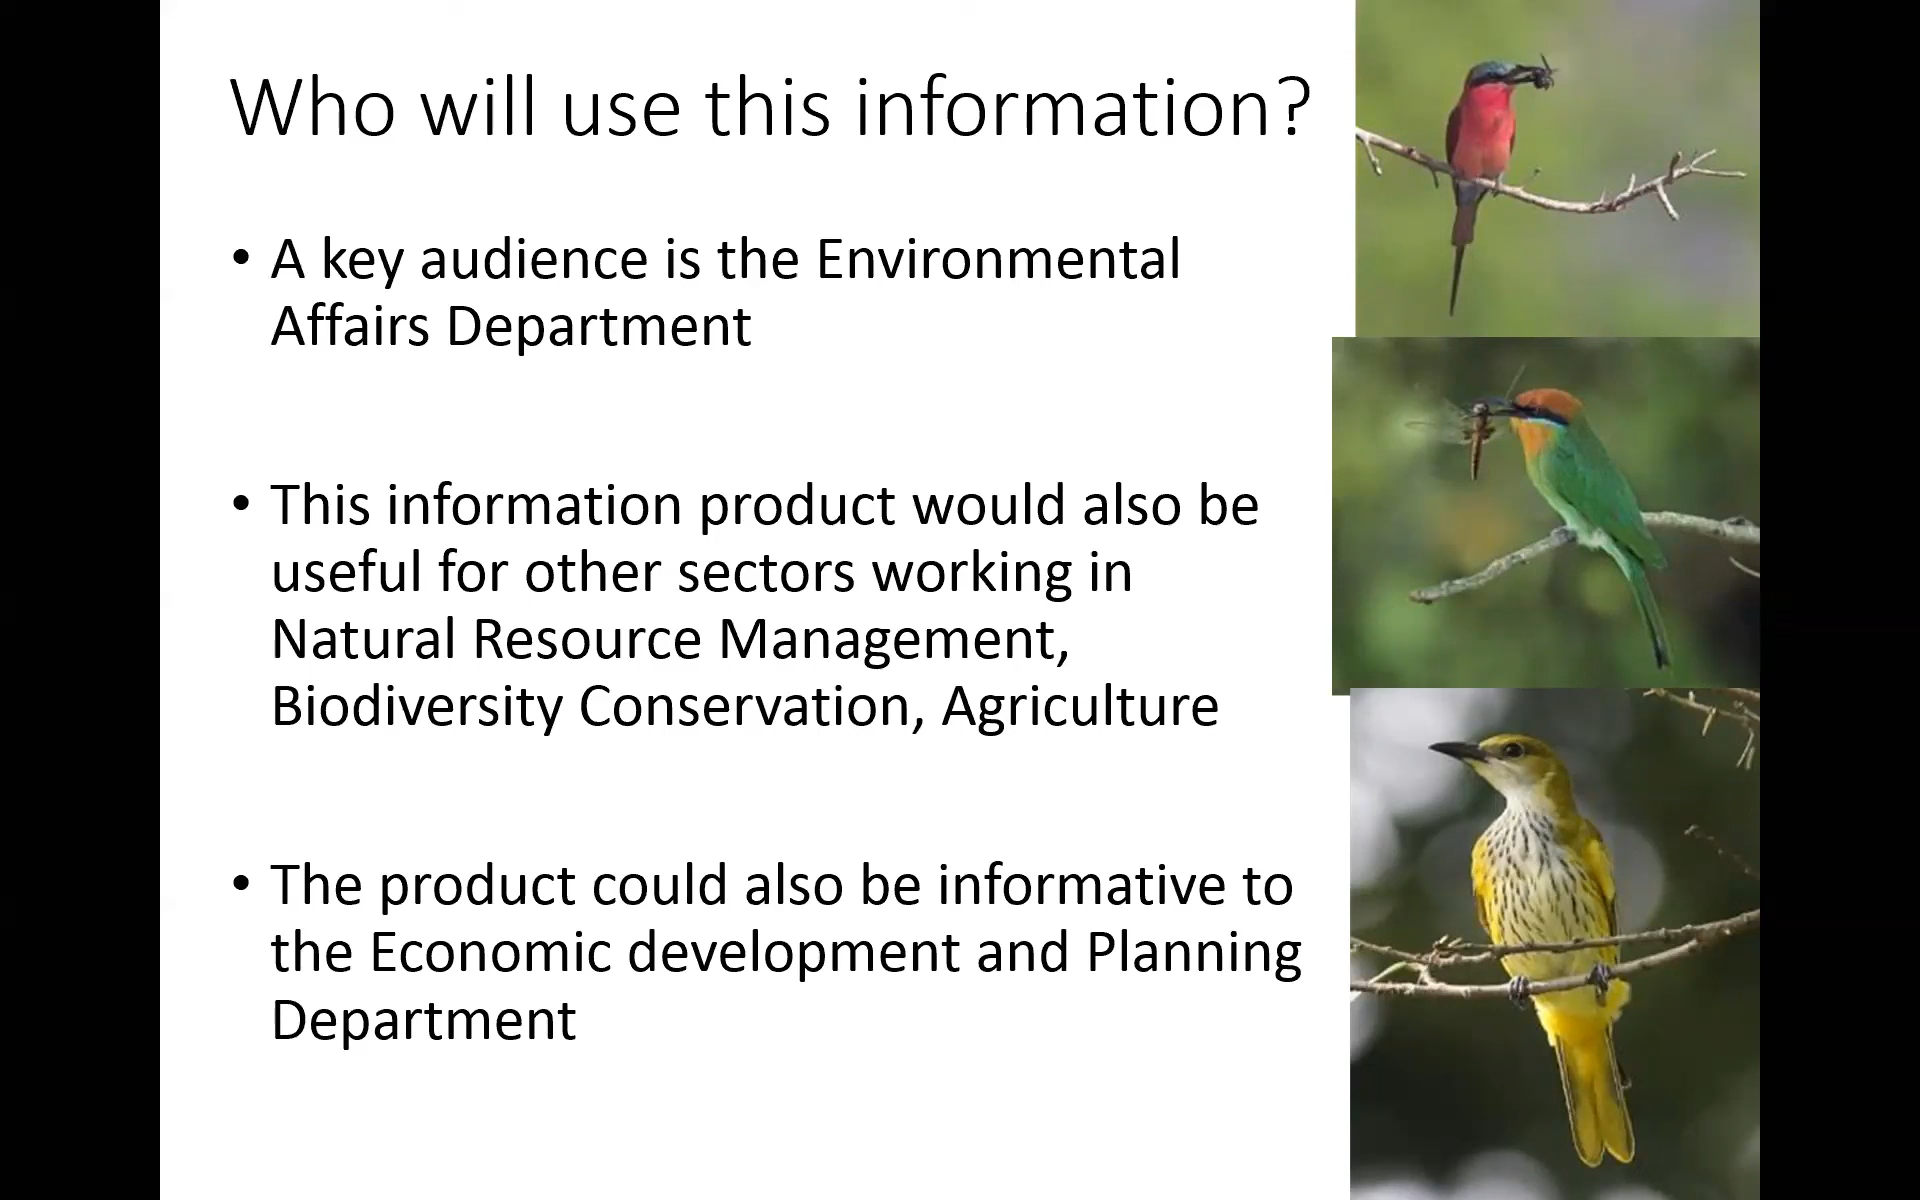 Who will use this information?
• A key audience is the Environmental
Affairs Department
• This information product would also be
useful for other sectors working in
Natural Resource Management,
Biodiversity Conservation, Agriculture
• The product could also be informative to
the Economic development and Planning
Department